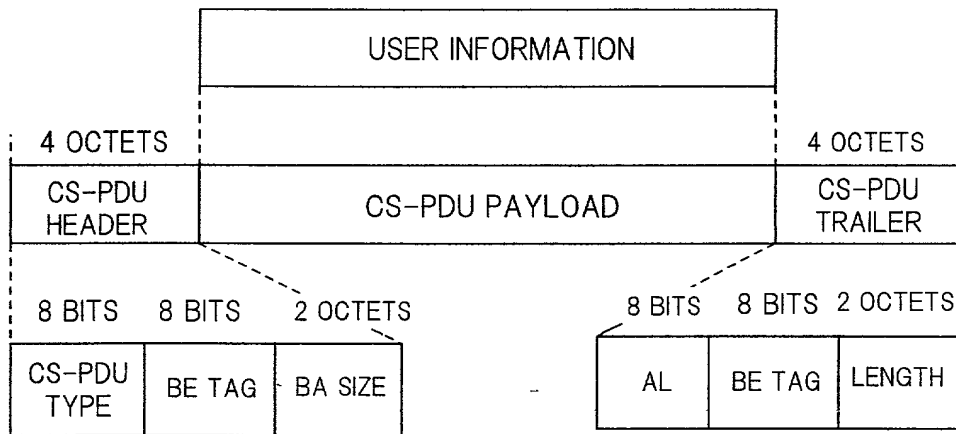 USER INFORMATION
4 OCTETS
4 OCTETS
CS-PDU
HEADER
CS-PDU PAYLOAD
CS-PDU
TRAILER
8 BITS
8 BITS
2 OCTETS
8 BITS
8 BITS
2 OCTETS
CS-PDU
TYPE
BE TAG
BA SIZE
AL
BE TAG
LENGTH